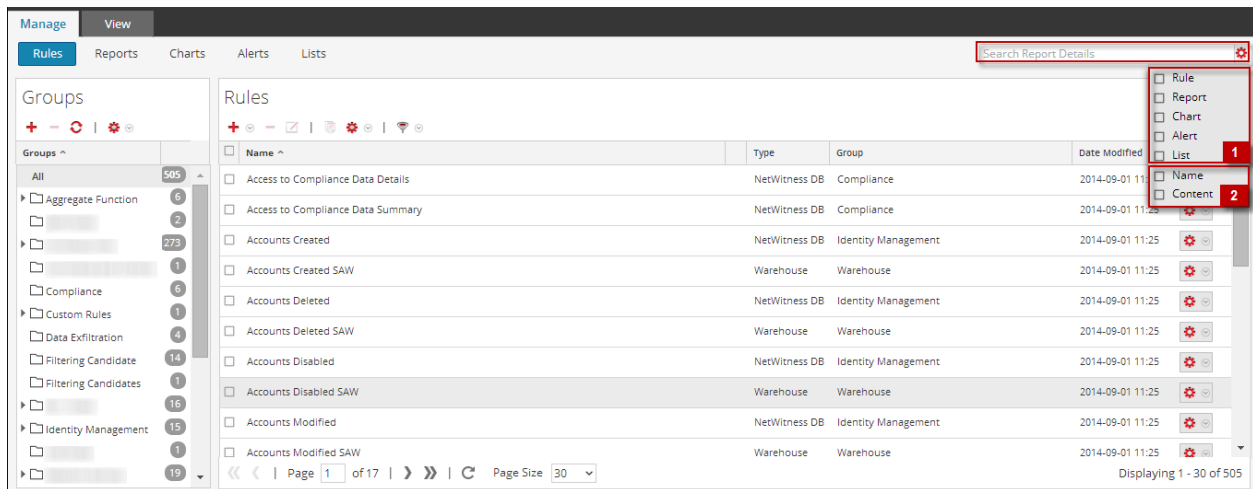 Manage View
Rules Reports Charts Alerts Lists
Search Report Details
Rule
Report
Chart
Alert
List
1
Name
Content
2
Groups
Groups
All 505
Aggregate Function 6
2
273
1
Compliance 6
Custom Rules 1
Data Exfiltration 4
Filtering Candidate 14
Filtering Candidates 1
16
Identity Management 15
1
19
Rules
Name Type Group Date Modified
Access to Compliance Data Details NetWitness DB Compliance 2014-09-01 11:
Access to Compliance Data Summary NetWitness DB Compliance 2014-09-01 11:25
Accounts Created NetWitness DB Identity Management 2014-09-01 11:25
Accounts Created SAW Warehouse Warehouse 2014-09-01 11:25
Accounts Deleted NetWitness DB Identity Management 2014-09-01 11:25
Accounts Deleted SAW Warehouse Warehouse 2014-09-01 11:25
Accounts Disabled NetWitness DB Identity Management 2014-09-01 11:25
Accounts Disabled SAW Warehouse Warehouse 2014-09-01 11:25
Accounts Modified NetWitness DB Identity Management 2014-09-01 11:25
Accounts Modified SAW Warehouse Warehouse 2014-09-01 11:25
Page 1 of 17 Page Size 30 Displaying 1 - 30 of 505